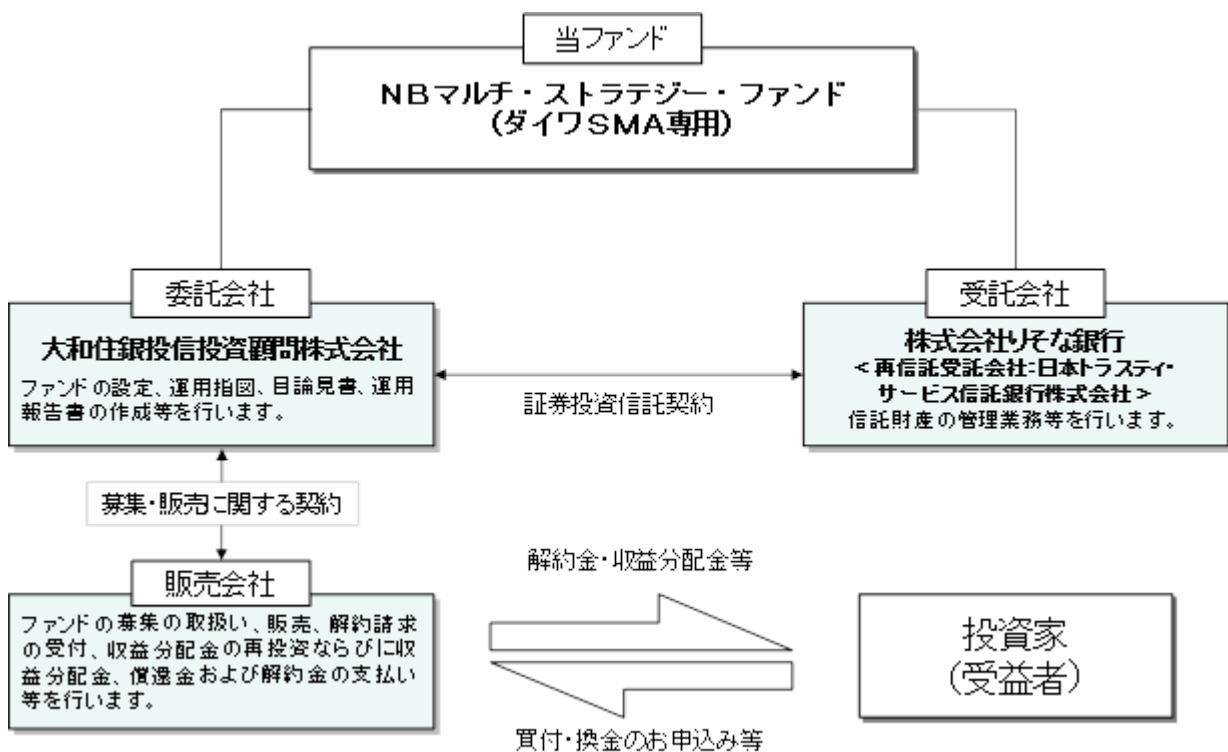 当ファンド
NBマルチ・ストラテジー・ファンド
(ダイワSMA専用)
委託会社
大和住銀投信投資顧問株式会社
ファンドの設定、運用指図、目論見書、運用
報告書の作成等を行います。
証券投資信託契約
受託会社
株式会社りそな銀行
<再信託受託会社:日本トラスティ・
サービス信託銀行株式会社>
信託財産の管理業務等を行います。
募集・販売に関する契約
販売会社
ファンドの募集の取扱い、販売、解約請求
の受付、収益分配金の再投資ならびに収
益分配金、償還金および解約金の支払い
等を行います。
解約金・収益分配金等
買付・換金のお申込み等
投資家
(受益者)